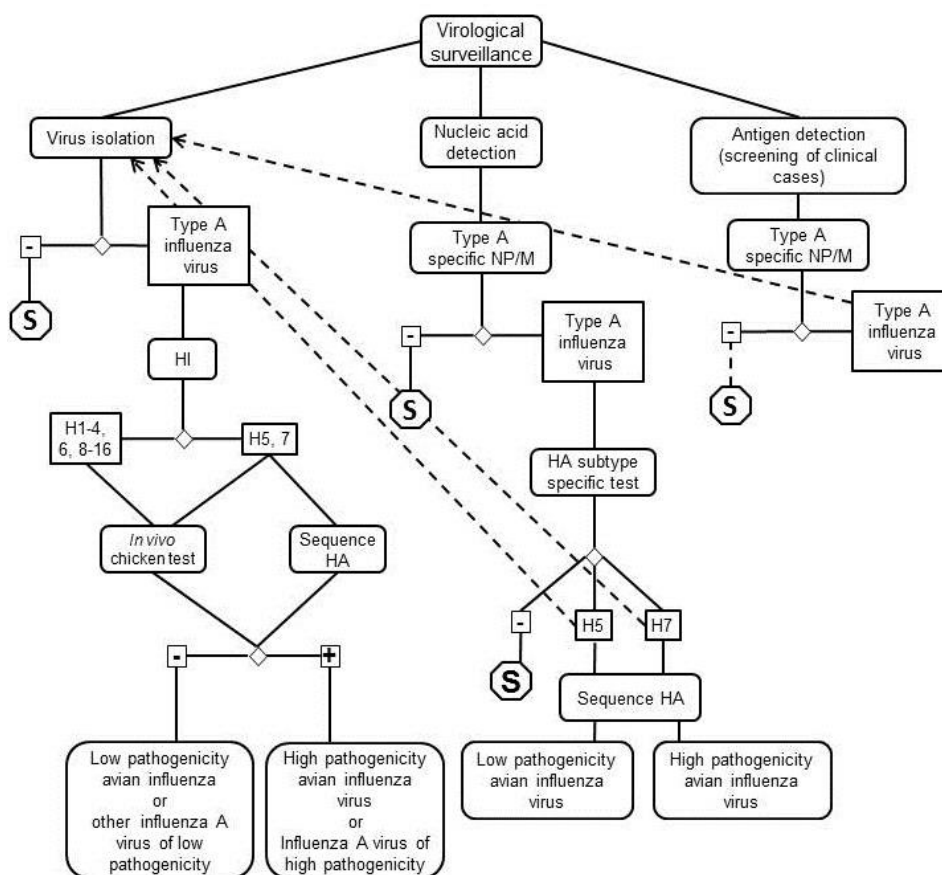 Virological
surveillance
Virus isolation
Nucleic acid
detection
Antigen detection
(screening of clinical
cases)
Type A
influenza
virus
-
S
Type A
specific NP/M
Type A
specific NP/M
HI
-
S
Type A
influenza
virus
-
S
Type A
influenza
virus
H1-4,
6, 8-16
H5, 7
HA subtype
specific test
In vivo
chicken test
Sequence
HA
-
S
H5
H7
-
+
Sequence HA
Low pathogenicity
avian influenza
or
other influenza A
virus of low
pathogenicity
High pathogenicity
avian influenza
virus
or
Influenza A virus of
high pathogenicity
Low pathogenicity
avian influenza
virus
High pathogenicity
avian influenza
virus